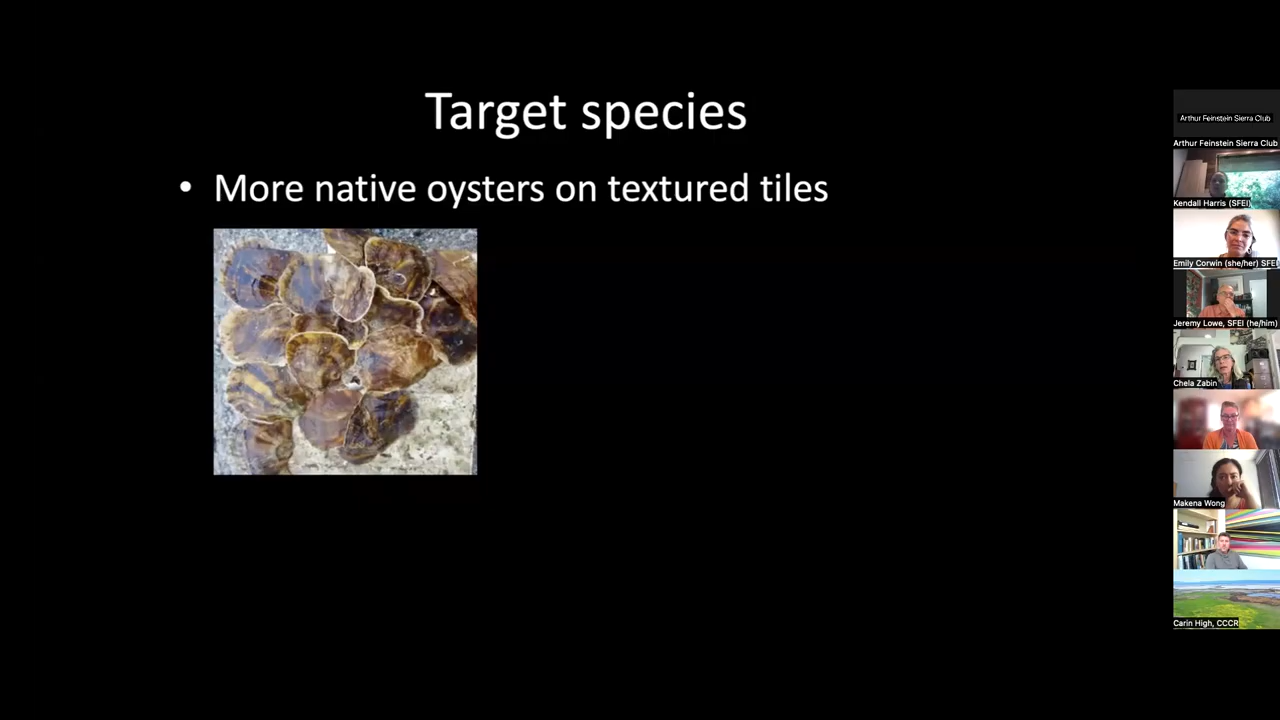 Target species
• More native oysters on textured tiles
Arthur Feinstein Sierra Club
Arthur Feinstein Sierra Club
Kendall Harris (SFEI)
Emily Corwin (she/her) SFEI
Jeremy Lowe, SFEI (he/him)
Chela Zabin
Makena Wong
Carin High, CCCR